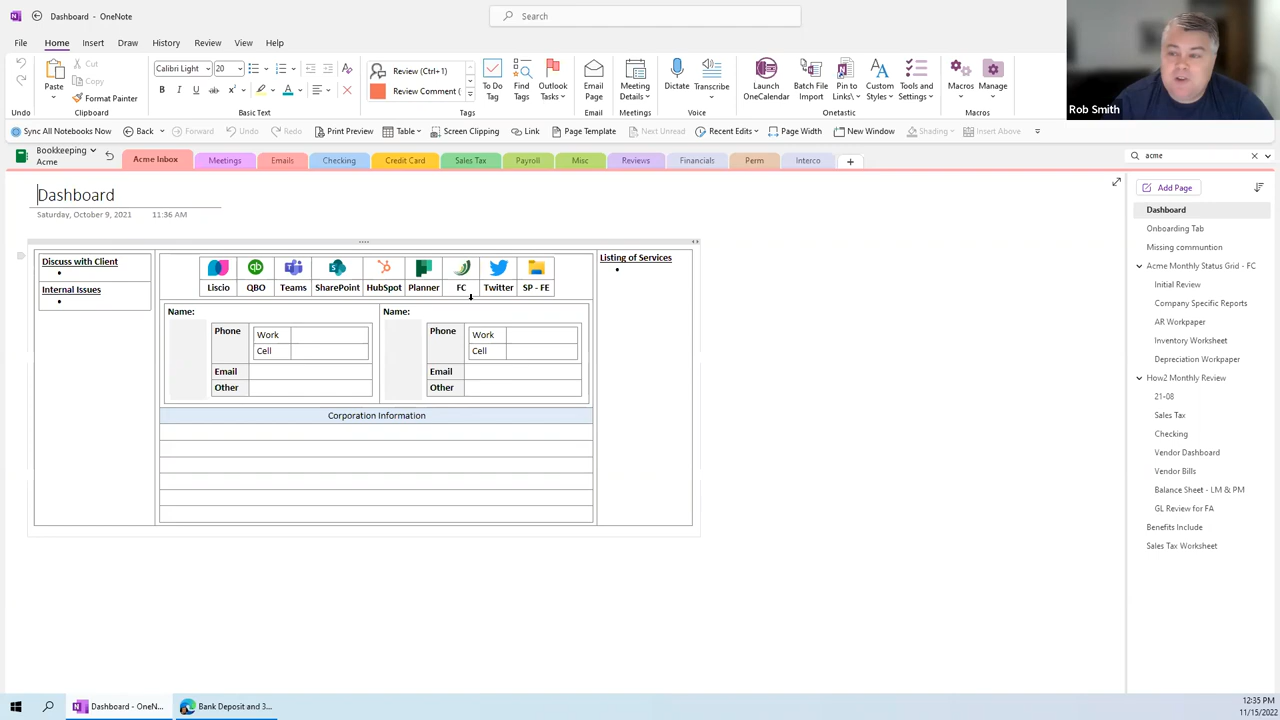 Dashboard - OneNote
Search
File Home Insert Draw History Review View Help
Calibri Light 20
Review (Ctrl+1)
Review Comment (
Paste
Cut
Copy
Format Painter
B I U ab A
To Do Tag
Find Tags
Outlook Tasks
Email Page
Meeting Details
Dictate
Transcribe
Launch OneCalendar
Batch File Import
Pin to Links\
Custom Styles
Tools and Settings
Macros
Manage
Undo Clipboard Basic Text Tags Email Meetings Voice Onetastic Macros
Rob Smith
Sync All Notebooks Now Back Forward Undo Redo Print Preview Table Screen Clipping Link Page Template Next Unread Recent Edits Page Width New Window Shading Insert Above
Bookkeeping
Acme
Acme Inbox Meetings Emails Checking Credit Card Sales Tax Payroll Misc Reviews Financials Perm Interco
acme
Dashboard
Saturday, October 9, 2021 11:36 AM
Discuss with Client
Internal Issues
Liscio QBO Teams SharePoint HubSpot Planner FC Twitter SP - FE
Name:
Phone
Work
Cell
Email
Other
Name:
Phone
Work
Cell
Email
Other
Corporation Information
Listing of Services
Add Page
Dashboard
Onboarding Tab
Missing communtion
Acme Monthly Status Grid - FC
Initial Review
Company Specific Reports
AR Workpaper
Inventory Worksheet
Depreciation Workpaper
How2 Monthly Review
21-08
Sales Tax
Checking
Vendor Dashboard
Vendor Bills
Balance Sheet - LM & PM
GL Review for FA
Benefits Include
Sales Tax Worksheet
Dashboard - OneN...
Bank Deposit and 3...
12:35 PM
11/15/2022